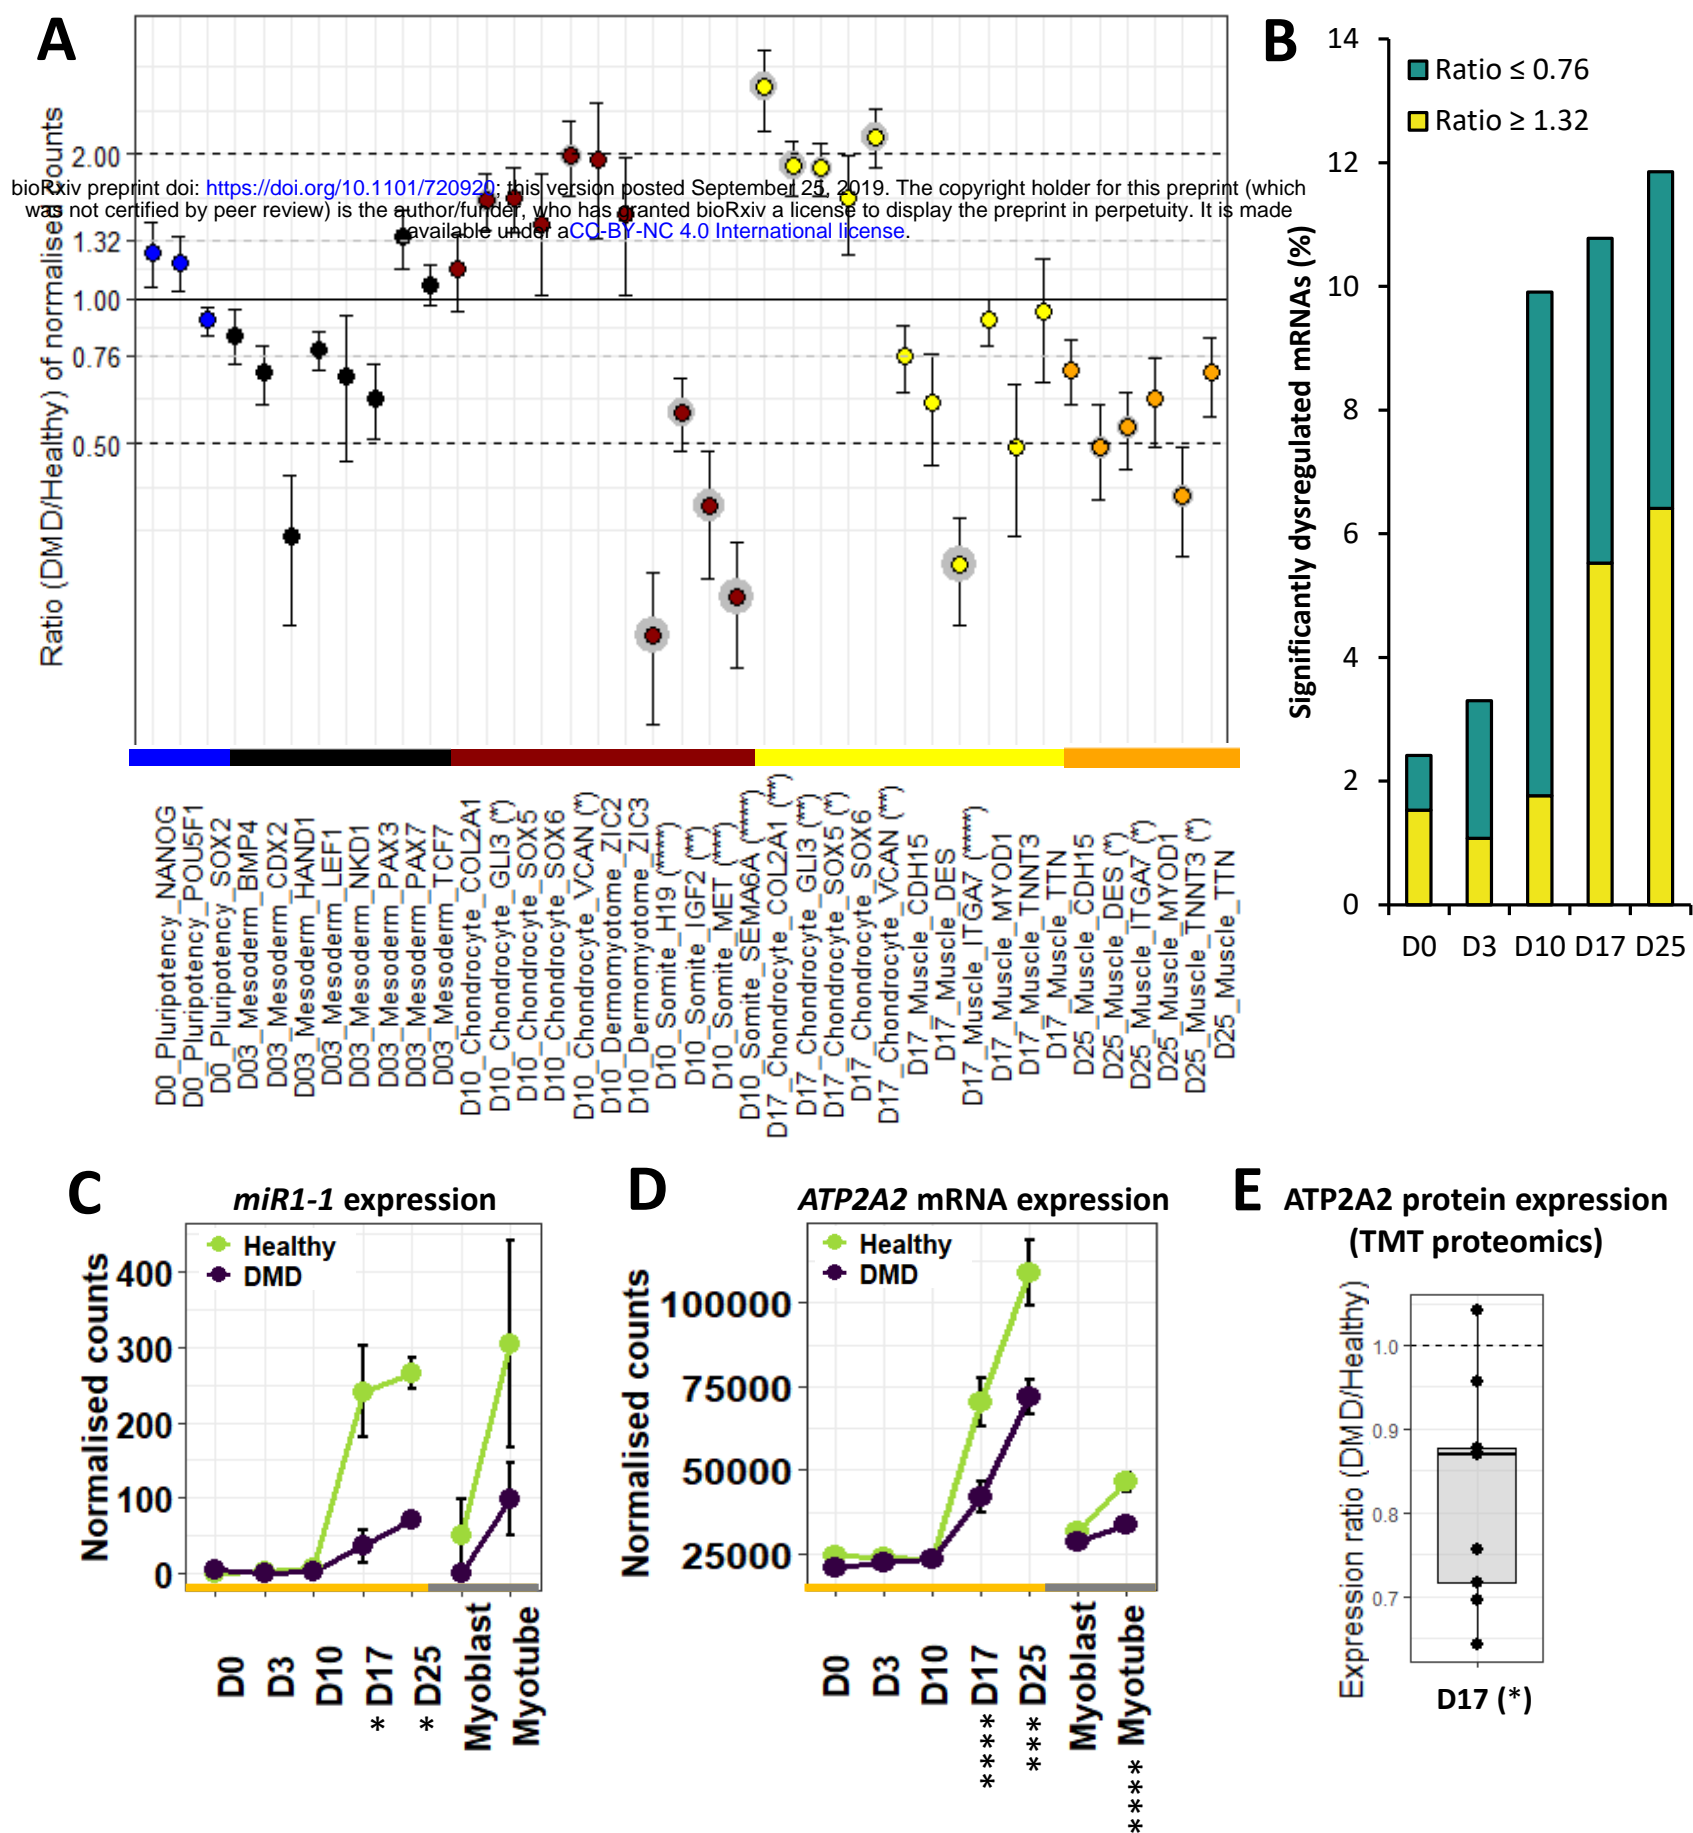 A
B
Ratio (DMD/Healthy) of normalised counts
2.00
1.32
1.00
0.76
0.50
bioRxiv preprint doi: https://doi.org/10.1101/720920; this version posted September 25, 2019. The copyright holder for this preprint (which
was not certified by peer review) is the author/funder, who has granted bioRxiv a license to display the preprint in perpetuity. It is made
available under aCC-BY-NC 4.0 International license.
D0_Pluripotency_NANOG
D0_Pluripotency_POU5F1
D0_Pluripotency_SOX2
D03_Mesoderm_BMP4
D03_Mesoderm_CDX2
D03_Mesoderm_HAND1
D03_Mesoderm_LEF1
D03_Mesoderm_NKD1
D03_Mesoderm_PAX3
D03_Mesoderm_PAX7
D03_Mesoderm_TCF7
D10_Chondrocyte_COL2A1
D10_Chondrocyte_GLI3 (*)
D10_Chondrocyte_SOX5
D10_Chondrocyte_SOX6
D10_Chondrocyte_VCAN (*)
D10_Dermomyotome_ZIC2
D10_Dermomyotome_ZIC3
D10_Somite_H19
D10_Somite_IGF2
D10_Somite_MET
D10_Somite_SEMA6A
D17_Chondrocyte_COL2A1
D17_Chondrocyte_GLI3
D17_Chondrocyte_SOX5
D17_Chondrocyte_SOX6
D17_Chondrocyte_VCAN
D17_Muscle_CDH15
D17_Muscle_DES
D17_Muscle_ITGA7
D17_Muscle_MYOD1
D17_Muscle_TNNT3
D17_Muscle_TTN
D25_Muscle_CDH15
D25_Muscle_DES (*)
D25_Muscle_ITGA7 (*)
D25_Muscle_MYOD1
D25_Muscle_TNNT3 (*)
D25_Muscle_TTN
Significantly dysregulated mRNAs (%)
14
12
10
8
6
4
2
0
Ratio ≤ 0.76
Ratio ≥ 1.32
D0 D3 D10 D17 D25
C
miR1-1 expression
Healthy
DMD
Normalised counts
400
300
200
100
0
D0
D3
D10
D17 *
D25 *
Myoblast
Myotube
D
ATP2A2 mRNA expression
Healthy
DMD
Normalised counts
100000
75000
50000
25000
D0
D3
D10
D17 *****
D25 ***
Myoblast
Myotube ****
E
ATP2A2 protein expression
(TMT proteomics)
Expression ratio (DMD/Healthy)
1.0
0.9
0.8
0.7
D17 (*)